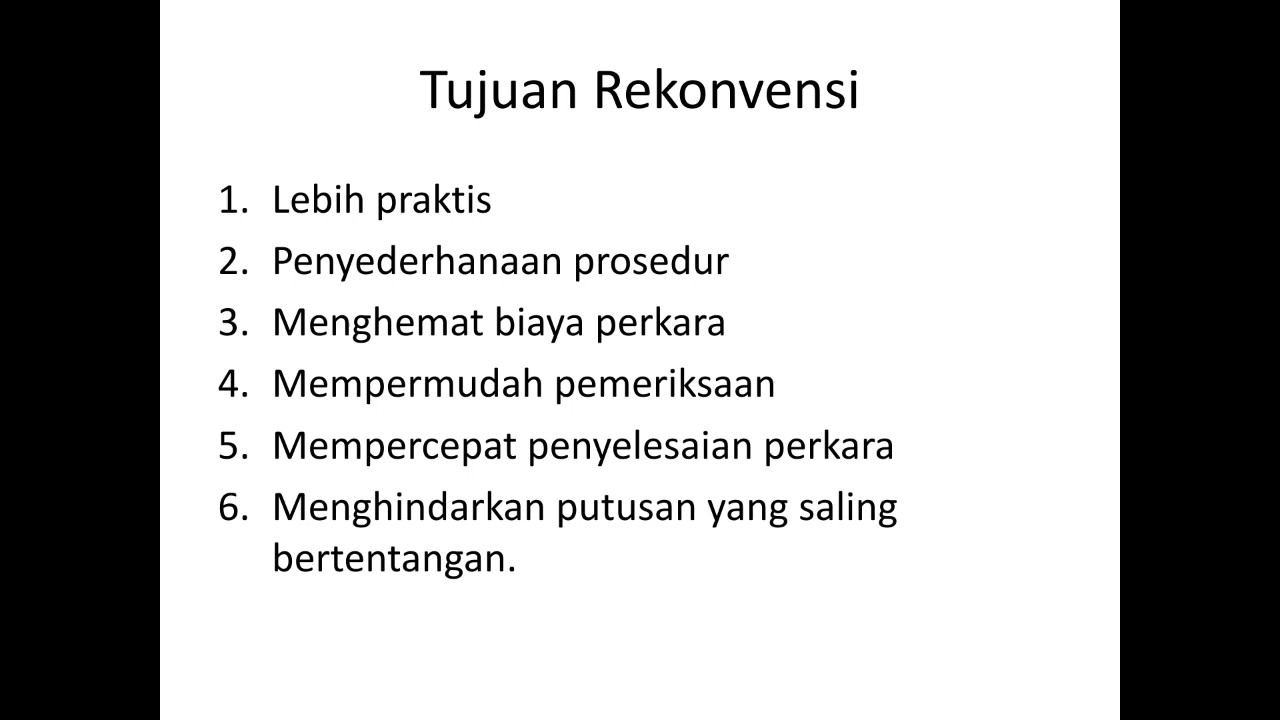 Tujuan Rekonvensi
1. Lebih praktis
2. Penyederhanaan prosedur
3. Menghemat biaya perkara
4. Mempermudah pemeriksaan
5. Mempercepat penyelesaian perkara
6. Menghindarkan putusan yang saling
bertentangan.